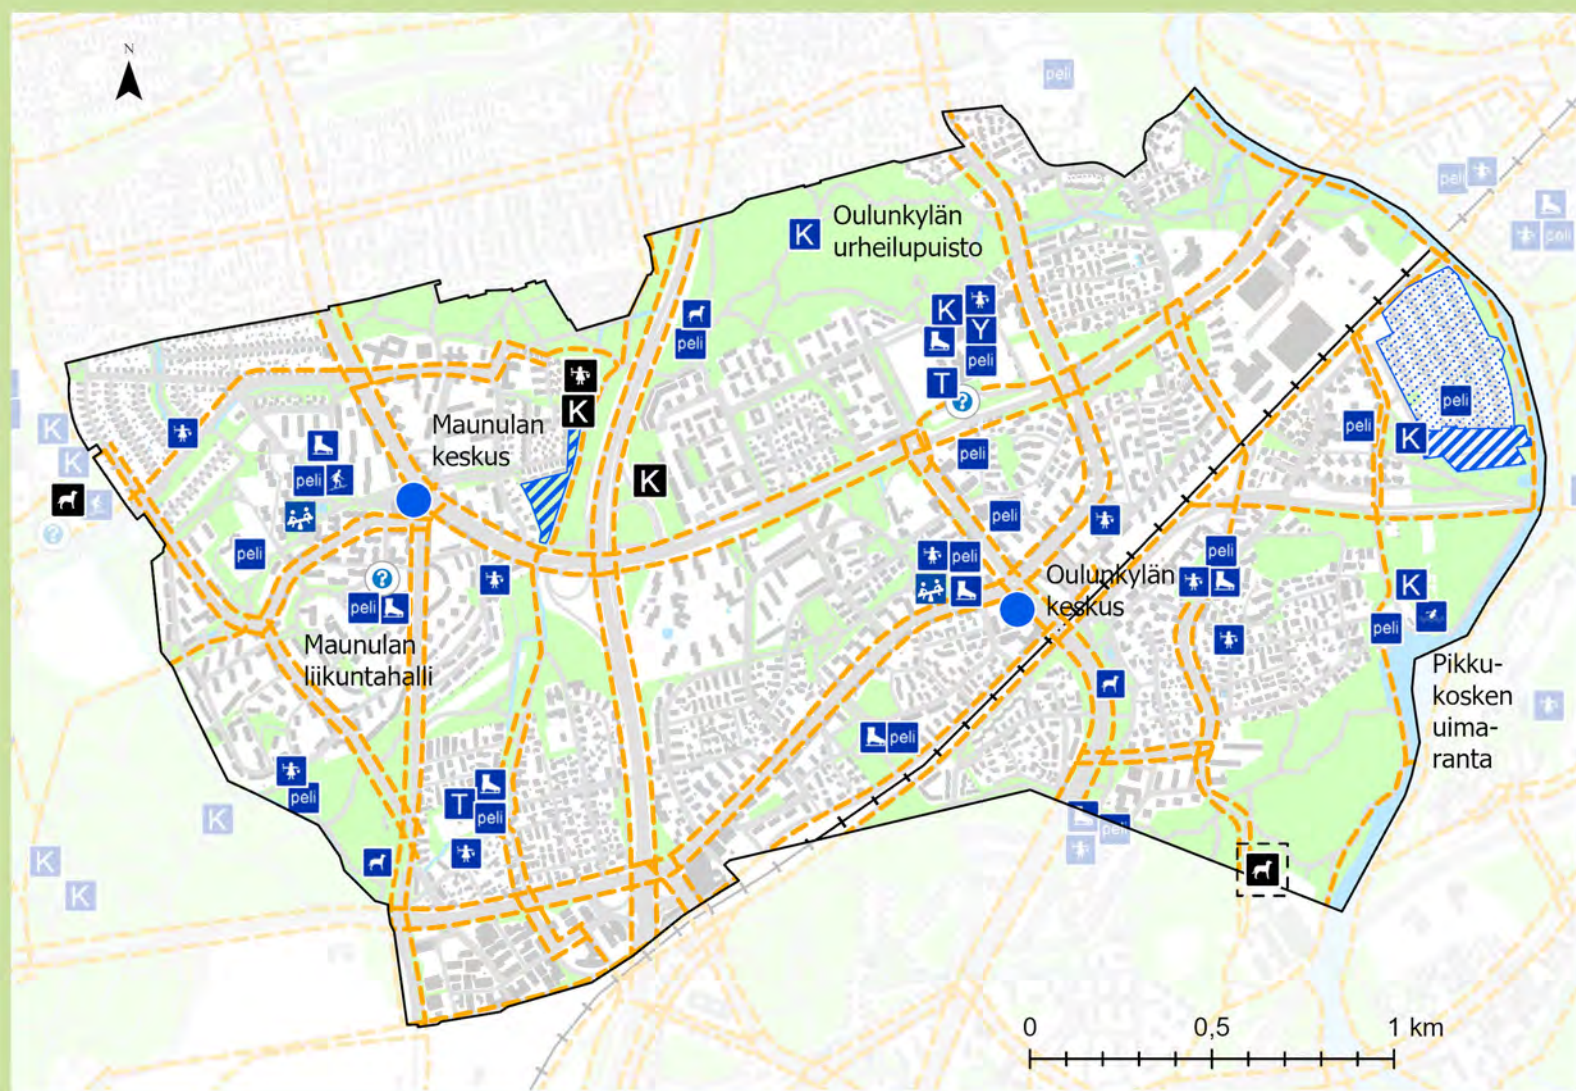 N
peli
peli
peli
K
Oulunkylän
urheilupuisto
K
Y
peli
peli
T
?
peli
K
Maunulan
keskus
peli
K
K
peli
K
K
K
peli
peli
?
peli
peli
peli
peli
?
peli
Oulunkylän
keskus
K
peli
Maunulan
liikuntahalli
Pikku-
kosken
uima-
ranta
peli
peli
T
peli
K
peli
K
K
0
0,5
1 km